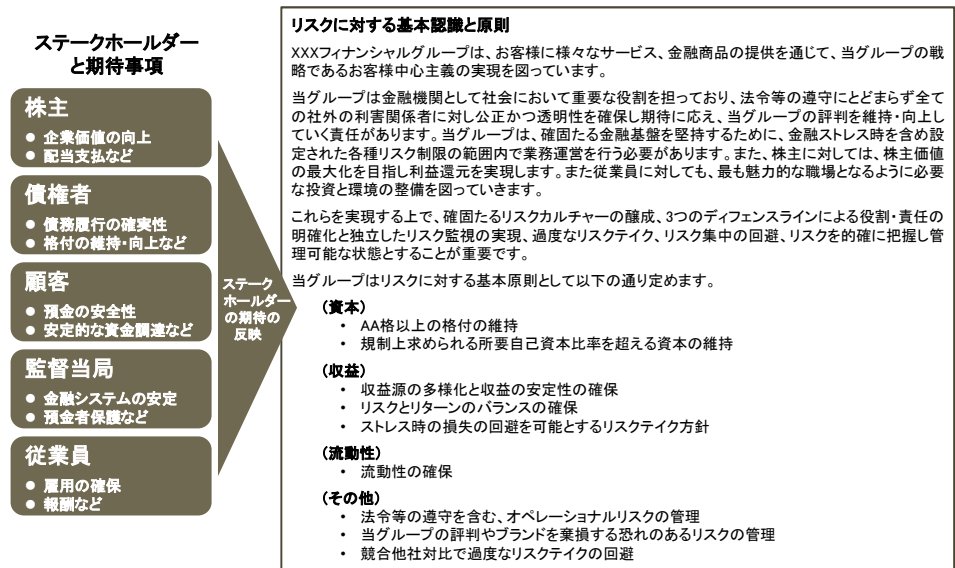 ステークホールダー
と期待事項
株主
● 企業価値の向上
● 配当支払など
債権者
● 債務履行の確実性
● 格付の維持・向上など
顧客
● 預金の安全性
● 安定的な資金調達など
監督当局
● 金融システムの安定
● 預金者保護など
従業員
● 雇用の確保
● 報酬など
ステーク
ホールダー
の期待の
反映
リスクに対する基本認識と原則
XXXフィナンシャルグループは、お客様に様々なサービス、金融商品の提供を通じて、当グループの戦
略であるお客様中心主義の実現を図っています。
当グループは金融機関として社会において重要な役割を担っており、法令等の遵守にとどまらず全て
の社外の利害関係者に対し公正かつ透明性を確保し期待に応え、当グループの評判を維持・向上し
ていく責任があります。当グループは、確固たる金融基盤を堅持するために、金融ストレス時を含め設
定された各種リスク制限の範囲内で業務運営を行う必要があります。また、株主に対しては、株主価値
の最大化を目指し利益還元を実現します。また従業員に対しても、最も魅力的な職場となるように必要
な投資と環境の整備を図っていきます。
これらを実現する上で、確固たるリスクカルチャーの醸成、3つのディフェンスラインによる役割・責任の
明確化と独立したリスク監視の実現、過度なリスクテイク、リスク集中の回避、リスクを的確に把握し管
理可能な状態とすることが重要です。
当グループはリスクに対する基本原則として以下の通り定めます。
(資本)
・ AA格以上の格付の維持
・ 規制上求められる所要自己資本比率を超える資本の維持
(収益)
・ 収益源の多様化と収益の安定性の確保
・ リスクとリターンのバランスの確保
・ ストレス時の損失の回避を可能とするリスクテイク方針
(流動性)
・ 流動性の確保
(その他)
・ 法令等の遵守を含む、オペレーショナルリスクの管理
・ 当グループの評判やブランドを棄損する恐れのあるリスクの管理
・ 競合他社対比で過度なリスクテイクの回避